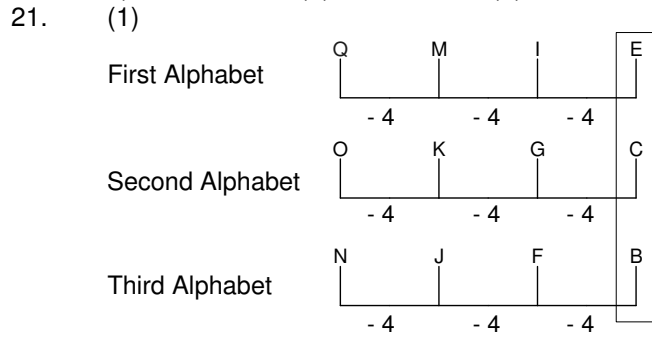 21. (1)
Q M I E
First Alphabet
- 4 - 4 - 4
O K G C
Second Alphabet
- 4 - 4 - 4
N J F B
Third Alphabet
- 4 - 4 - 4